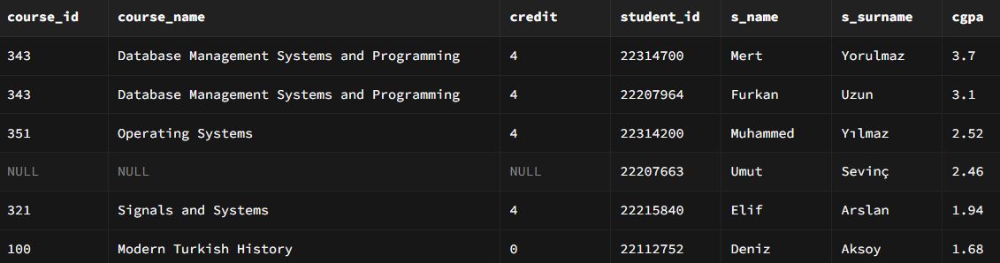 course_id course_name credit student_id s_name s_surname cgpa
343 Database Management Systems and Programming 4 22314700 Mert Yorulmaz 3.7
343 Database Management Systems and Programming 4 22207964 Furkan Uzun 3.1
351 Operating Systems 4 22314200 Muhammed Yılmaz 2.52
NULL NULL NULL 22207663 Umut Sevinç 2.46
321 Signals and Systems 4 22215840 Elif Arslan 1.94
100 Modern Turkish History 0 22112752 Deniz Aksoy 1.68